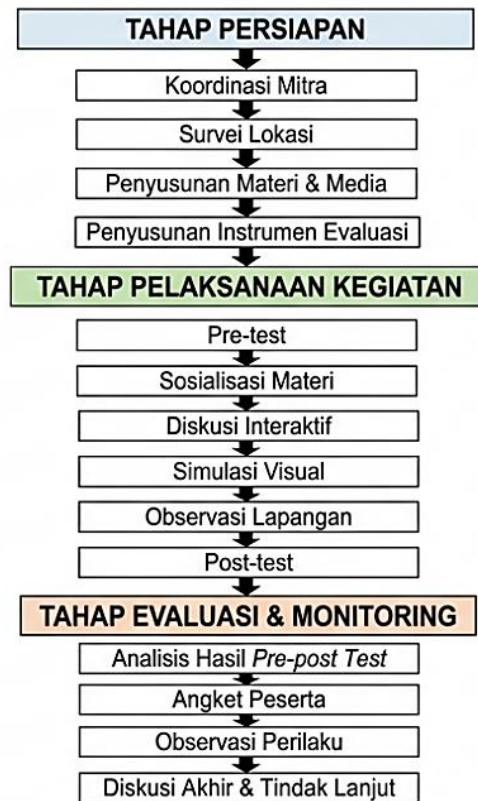 TAHAP PERSIAPAN
Koordinasi Mitra
Survei Lokasi
Penyusunan Materi & Media
Penyusunan Instrumen Evaluasi
TAHAP PELAKSANAAN KEGIATAN
Pre-test
Sosialisasi Materi
Diskusi Interaktif
Simulasi Visual
Observasi Lapangan
Post-test
TAHAP EVALUASI & MONITORING
Analisis Hasil Pre-post Test
Angket Peserta
Observasi Perilaku
Diskusi Akhir & Tindak Lanjut